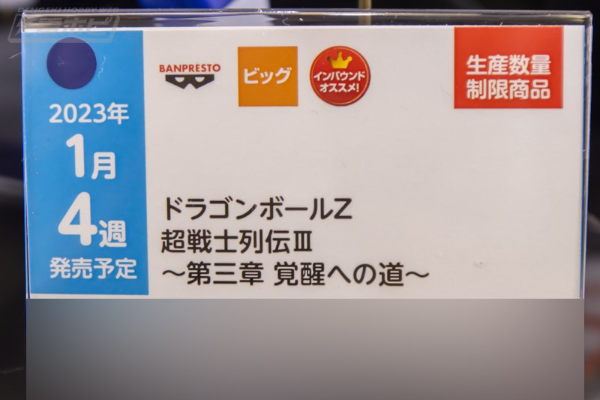 DENGEKI HOBBY WEB
2023年
1月
4週
発売予定
BANPRESTO
ビッグ
インバウンド
オススメ!
生産数量
制限商品
ドラゴンボールZ
超戦士列伝Ⅲ
～第三章 覚醒への道～